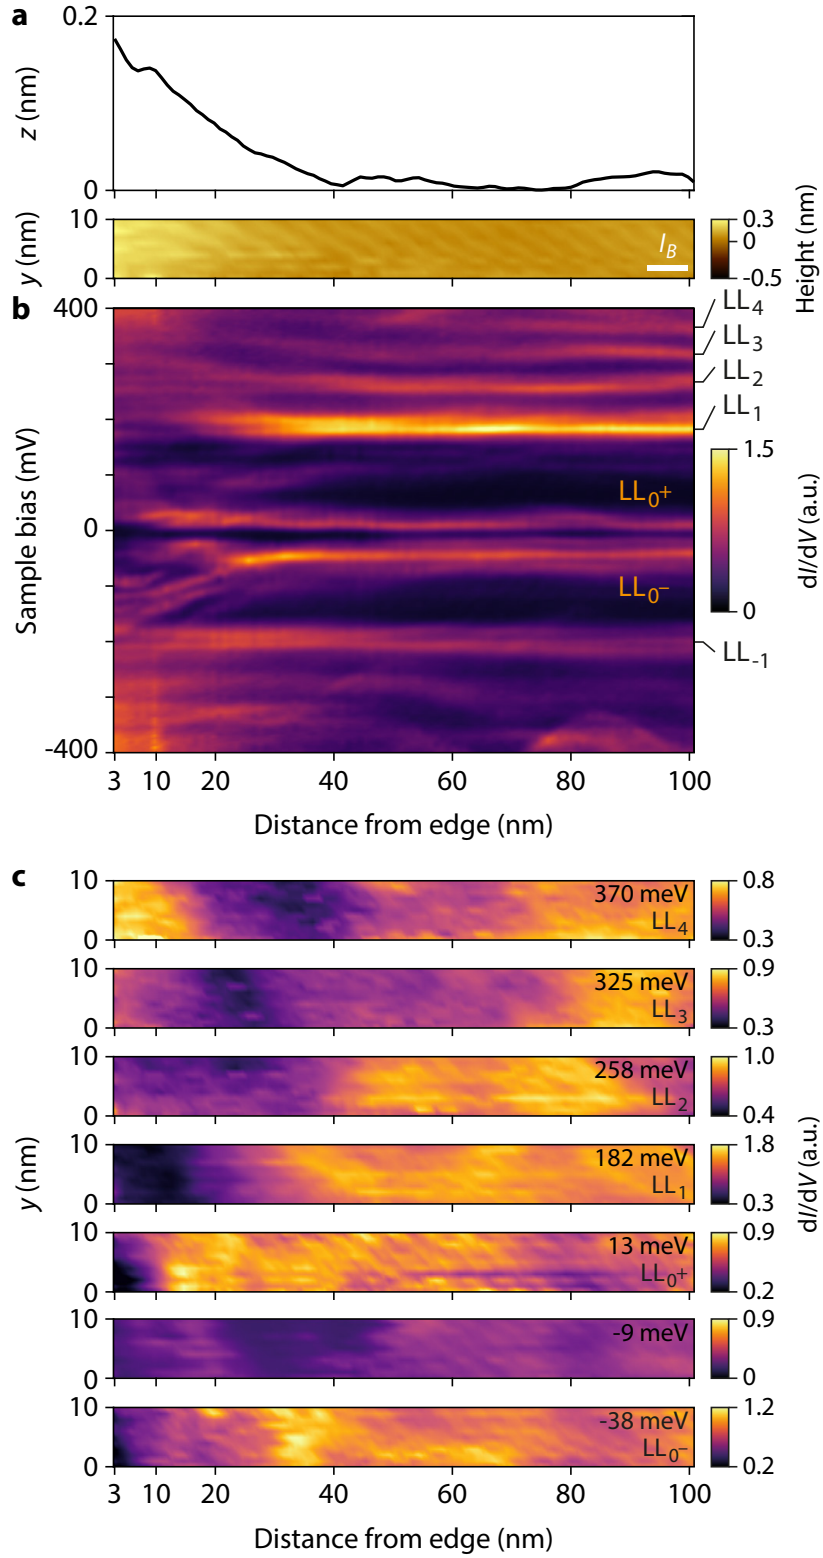 a
0.2
z (nm)
0
10
y (nm)
0
l_B
0.3
0
-0.5
Height (nm)
b
400
0
-400
Sample bias (mV)
LL_4
LL_3
LL_2
LL_1
LL_0+
LL_0-
LL_-1
1.5
0
dI/dV (a.u.)
3 10 20 40 60 80 100
Distance from edge (nm)
c
10
0
370 meV
LL_4
0.8
0.3
10
0
325 meV
LL_3
0.9
0.3
10
0
258 meV
LL_2
1.0
0.4
y (nm)
dI/dV (a.u.)
10
0
182 meV
LL_1
1.8
0.3
10
0
13 meV
LL_0+
0.9
0.2
10
0
-9 meV
0.9
0
10
0
-38 meV
LL_0-
1.2
0.2
3 10 20 40 60 80 100
Distance from edge (nm)